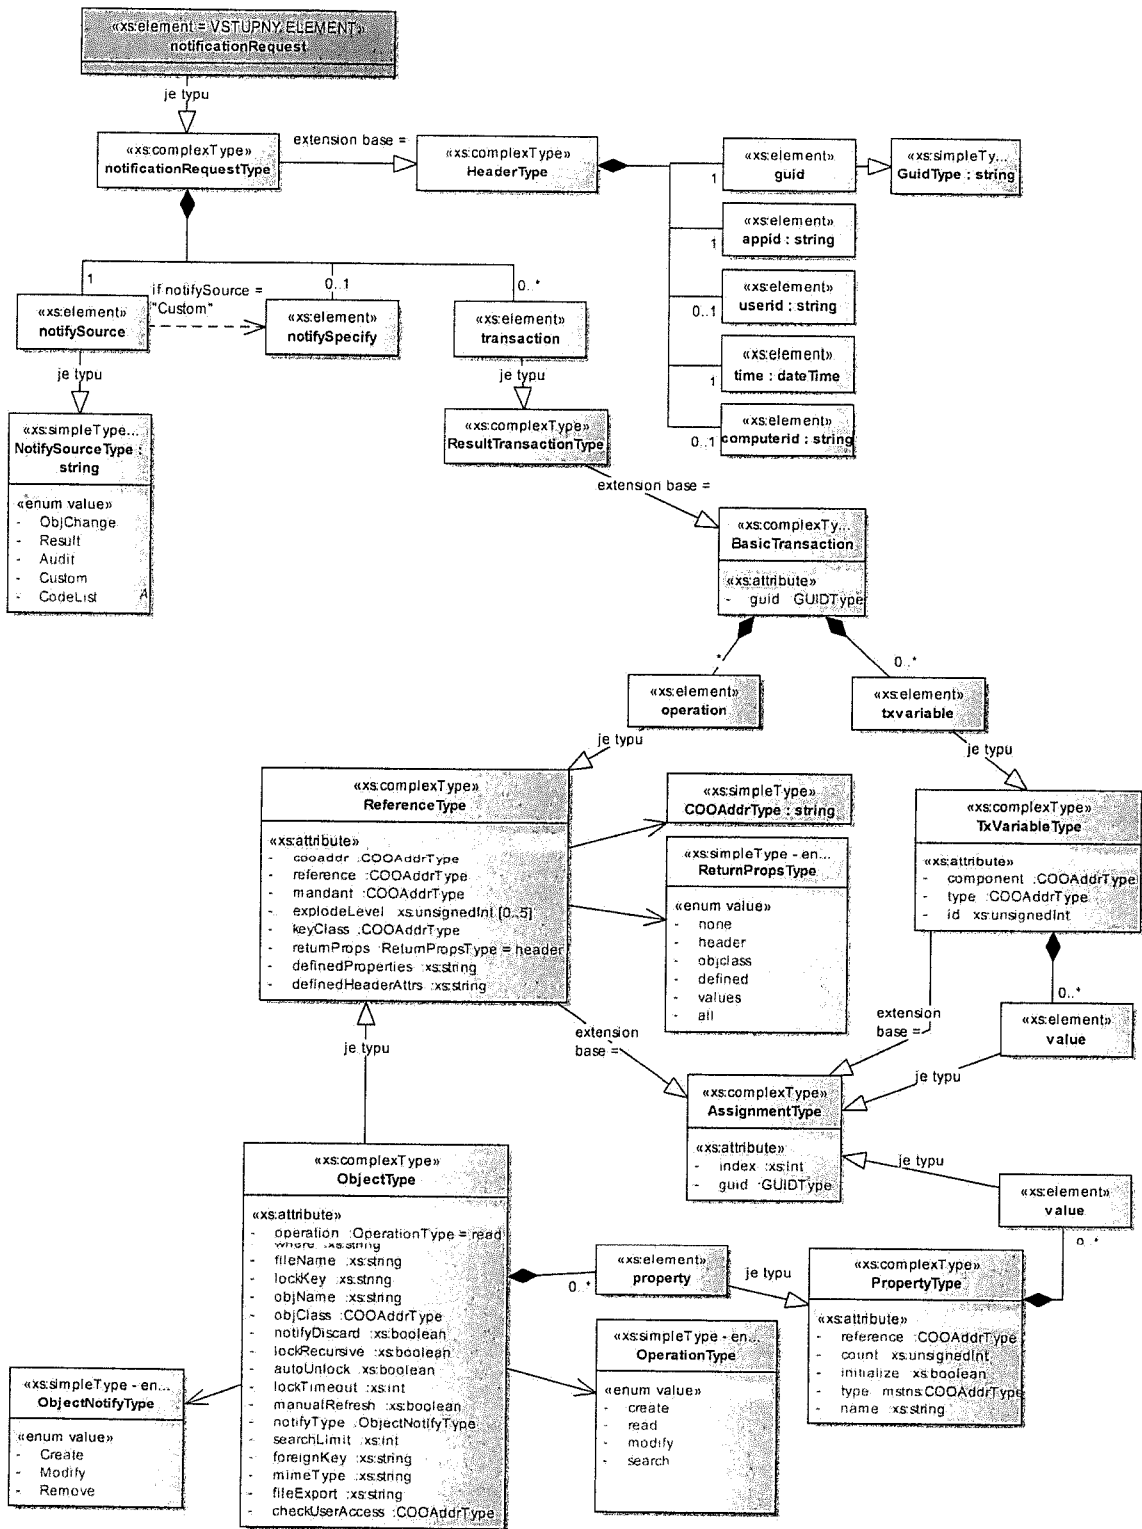 «xs:element = VSTUPNY ELEMENT»
notificationRequest
je typu
«xs:complexType»
notificationRequestType
extension base =
«xs:complexType»
HeaderType
«xs:element»
guid
1
«xs:simpleTy...
GuidType : string
«xs:element»
appid : string
1
«xs:element»
userid : string
0..1
«xs:element»
time : dateTime
1
«xs:element»
computerid : string
0..1
1
if notifySource =
"Custom"
0..1
0..*
«xs:element»
notifySource
«xs:element»
notifySpecify
«xs:element»
transaction
je typu
je typu
«xs:simpleType...
NotifySourceType :
string
«enum value»
- ObjChange
- Result
- Audit
- Custom
- CodeList
A
«xs:complexType»
ResultTransactionType
extension base =
«xs:complexTy...
BasicTransaction
«xs:attribute»
- guid GUIDType
*
0..*
«xs:element»
operation
«xs:element»
txvariable
je typu
je typu
«xs:complexType»
ReferenceType
«xs:attribute»
- cooaddr :COOAddrType
- reference :COOAddrType
- mandant :COOAddrType
- explodeLevel xs:unsignedInt [0..5]
- keyClass :COOAddrType
- returnProps :ReturnPropsType = header
- definedProperties :xs:string
- definedHeaderAttrs :xs:string
«xs:simpleType»
COOAddrType : string
«xs:simpleType - en...
ReturnPropsType
«enum value»
- none
- header
- objclass
- defined
- values
- all
«xs:complexType»
TxVariableType
«xs:attribute»
- component :COOAddrType
- type :COOAddrType
- id xs:unsignedInt
0..*
«xs:element»
value
extension
base =
extension
base =
je typu
je typu
«xs:complexType»
AssignmentType
«xs:attribute»
- index :xs:int
- guid :GUIDType
je typu
«xs:element»
value
0..*
«xs:complexType»
ObjectType
«xs:attribute»
- operation :OperationType = read
- where :xs:string
- fileName :xs:string
- lockKey :xs:string
- objName :xs:string
- objClass :COOAddrType
- notifyDiscard :xs:boolean
- lockRecursive :xs:boolean
- autoUnlock :xs:boolean
- lockTimeout :xs:int
- manualRefresh :xs:boolean
- notifyType :ObjectNotifyType
- searchLimit :xs:int
- foreignKey :xs:string
- mimeType :xs:string
- fileExport :xs:string
- checkUserAccess :COOAddrType
0..*
«xs:element»
property
je typu
«xs:complexType»
PropertyType
«xs:attribute»
- reference :COOAddrType
- count xs:unsignedInt
- initialize xs:boolean
- type mstns:COOAddrType
- name xs:string
«xs:simpleType - en...
OperationType
«enum value»
- create
- read
- modify
- search
«xs:simpleType - en...
ObjectNotifyType
«enum value»
- Create
- Modify
- Remove